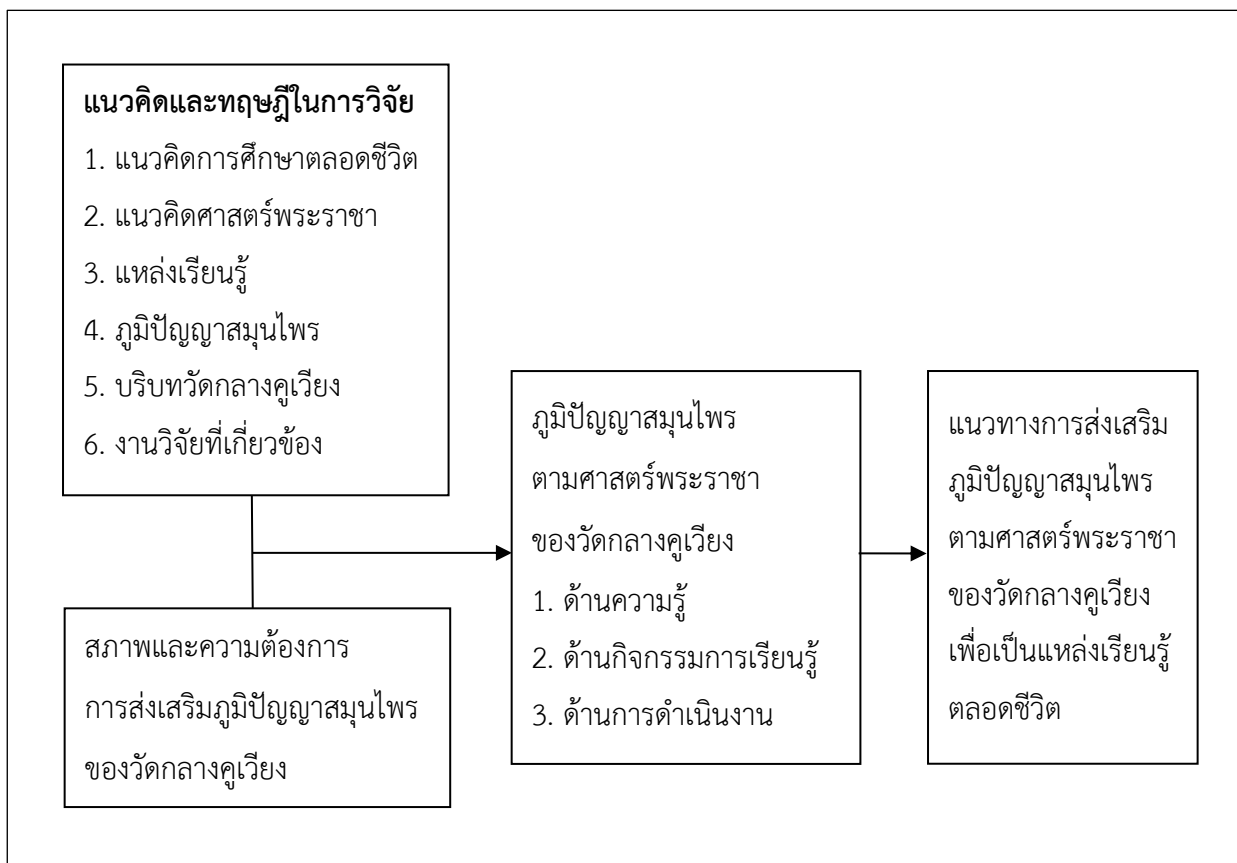 แนวคิดและทฤษฎีในการวิจัย
1. แนวคิดการศึกษาตลอดชีวิต
2. แนวคิดศาสตร์พระราชา
3. แหล่งเรียนรู้
4. ภูมิปัญญาสมุนไพร
5. บริบทวัดกลางคูเวียง
6. งานวิจัยที่เกี่ยวข้อง
สภาพและความต้องการ
การส่งเสริมภูมิปัญญาสมุนไพร
ของวัดกลางคูเวียง
ภูมิปัญญาสมุนไพร
ตามศาสตร์พระราชา
ของวัดกลางคูเวียง
1. ด้านความรู้
2. ด้านกิจกรรมการเรียนรู้
3. ด้านการดำเนินงาน
แนวทางการส่งเสริม
ภูมิปัญญาสมุนไพร
ตามศาสตร์พระราชา
ของวัดกลางคูเวียง
เพื่อเป็นแหล่งเรียนรู้
ตลอดชีวิต